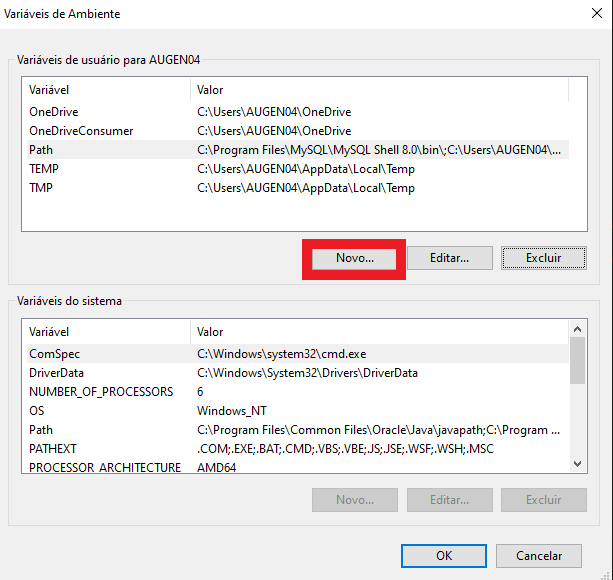 Variáveis de Ambiente
Variáveis de usuário para AUGEN04
Variável Valor
OneDrive C:\Users\AUGEN04\OneDrive
OneDriveConsumer C:\Users\AUGEN04\OneDrive
Path C:\Program Files\MySQL\MySQL Shell 8.0\bin\;C:\Users\AUGEN04\...
TEMP C:\Users\AUGEN04\AppData\Local\Temp
TMP C:\Users\AUGEN04\AppData\Local\Temp
Novo... Editar... Excluir
Variáveis do sistema
Variável Valor
ComSpec C:\Windows\system32\cmd.exe
DriverData C:\Windows\System32\Drivers\DriverData
NUMBER_OF_PROCESSORS 6
OS Windows_NT
Path C:\Program Files\Common Files\Oracle\Java\javapath;C:\Program ...
PATHEXT .COM;.EXE;.BAT;.CMD;.VBS;.VBE;.JS;.JSE;.WSF;.WSH;.MSC
PROCESSOR_ARCHITECTURE AMD64
Novo... Editar... Excluir
OK Cancelar